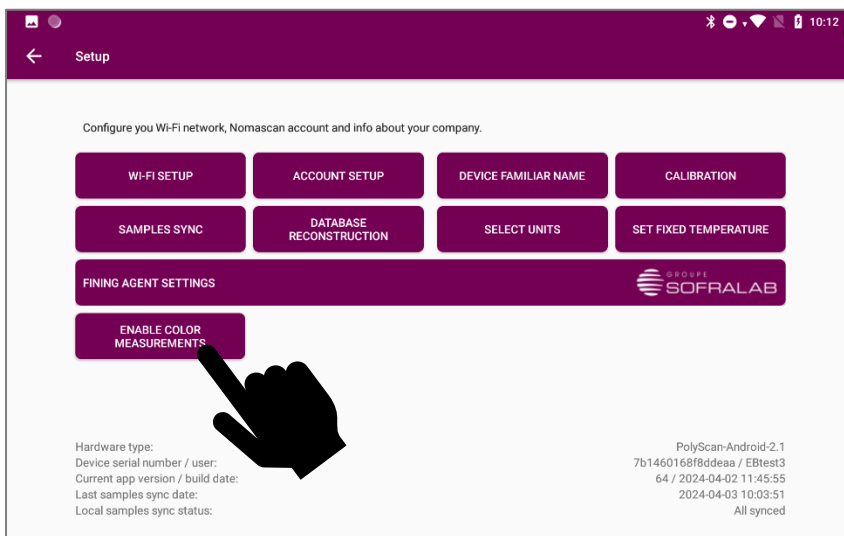 10:12
Setup
Configure you Wi-Fi network, Nomascan account and info about your company.
WI-FI SETUP
ACCOUNT SETUP
DEVICE FAMILIAR NAME
CALIBRATION
SAMPLES SYNC
DATABASE
RECONSTRUCTION
SELECT UNITS
SET FIXED TEMPERATURE
FINING AGENT SETTINGS
GROUPE
SOFRALAB
ENABLE COLOR
MEASUREMENTS
Hardware type:
PolyScan-Android-2.1
Device serial number / user:
7b1460168f8ddeaa / EBtest3
Current app version / build date:
64 / 2024-04-02 11:45:55
Last samples sync date:
2024-04-03 10:03:51
Local samples sync status:
All synced